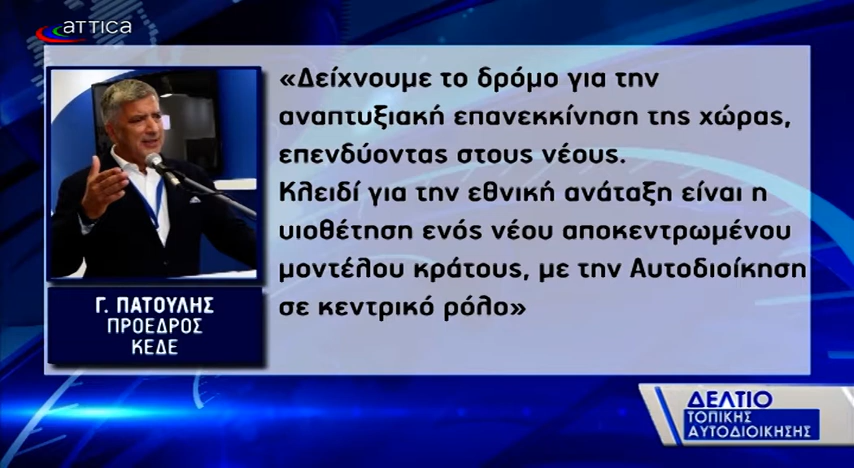 ATTICA
«Δείχνουμε το δρόμο για την
αναπτυξιακή επανεκκίνηση της χώρας,
επενδύοντας στους νέους.
Κλειδί για την εθνική ανάταξη είναι η
υιοθέτηση ενός νέου αποκεντρωμένου
μοντέλου κράτους, με την Αυτοδιοίκηση
σε κεντρικό ρόλο»
Γ. ΠΑΤΟΥΛΗΣ
ΠΡΟΕΔΡΟΣ
ΚΕΔΕ
ΔΕΛΤΙΟ
ΤΟΠΙΚΗΣ
ΑΥΤΟΔΙΟΙΚΗΣΗΣ